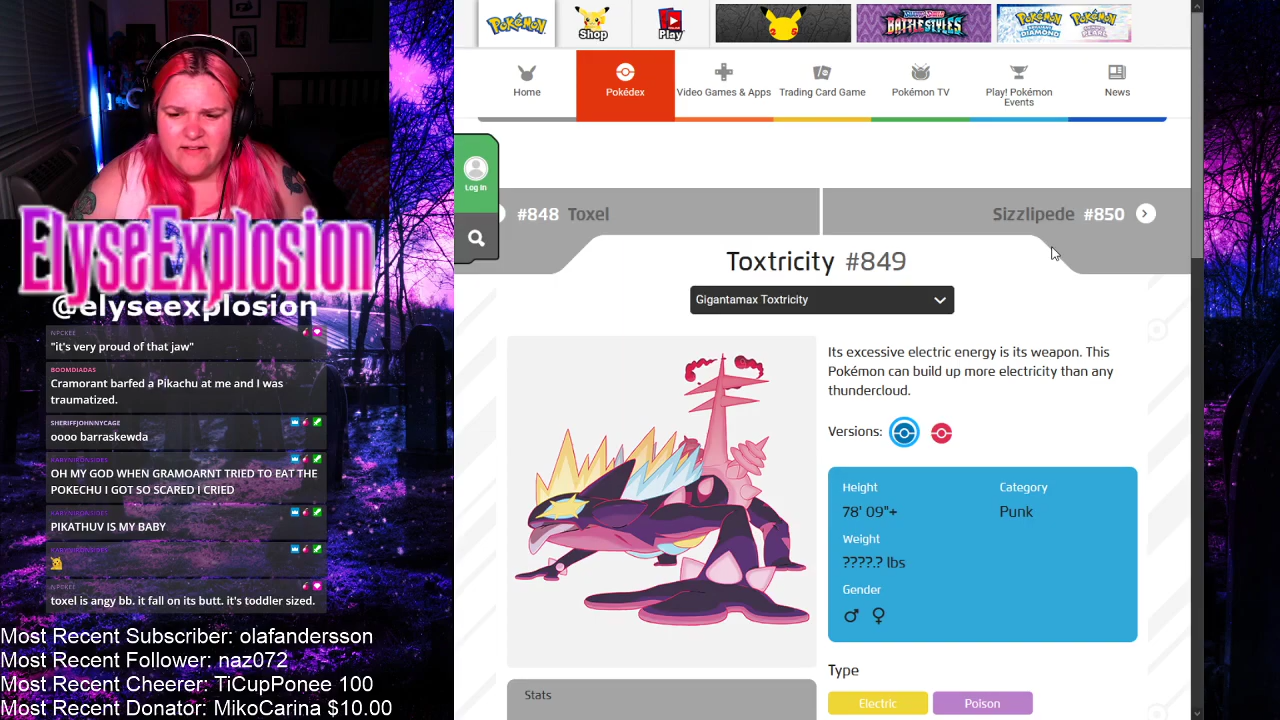 Pokémon
Shop
Play
25
BATTLE STYLES
POKÉMON
DIAMOND
POKÉMON
PEARL
Home
Pokédex
Video Games & Apps
Trading Card Game
Pokémon TV
Play! Pokémon
Events
News
Log In
#848 Toxel
Sizzlipede #850
Toxtricity #849
Gigantamax Toxtricity
Its excessive electric energy is its weapon. This
Pokémon can build up more electricity than any
thundercloud.
Versions:
Height
78' 09"+
Category
Punk
Weight
????.? lbs
Gender
Type
Electric
Poison
Stats
ElyseExplosion
@elyseexplosion
"it's very proud of that jaw"
BOOMDIADAS
Cramorant barfed a Pikachu at me and I was
traumatized.
SHERIFFJOHNNYCAGE
oooo barraskewda
OH MY GOD WHEN GRAMOARNT TRIED TO EAT THE
POKECHU I GOT SO SCARED I CRIED
PIKATHUV IS MY BABY
toxel is angy bb. it fall on its butt. it's toddler sized.
Most Recent Subscriber: olafandersson
Most Recent Follower: naz072
Most Recent Cheerer: TiCupPonee 100
Most Recent Donator: MikoCarina $10.00